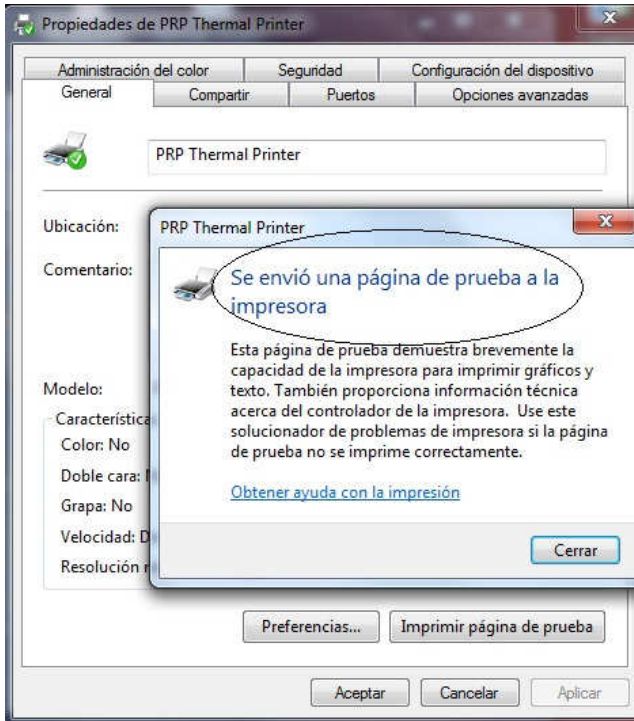 Propiedades de PRP Thermal Printer
Administración del color
Seguridad
Configuración del dispositivo
General
Compartir
Puertos
Opciones avanzadas
PRP Thermal Printer
Ubicación:
Comentario:
PRP Thermal Printer
Se envió una página de prueba a la
impresora
Esta página de prueba demuestra brevemente la
capacidad de la impresora para imprimir gráficos y
texto. También proporciona información técnica
acerca del controlador de la impresora. Use este
solucionador de problemas de impresora si la página
de prueba no se imprime correctamente.
Obtener ayuda con la impresión
Cerrar
Modelo:
Color: No
Doble cara:
Grapa: No
Velocidad:
Resolución
Preferencias...
Imprimir página de prueba
Aceptar
Cancelar
Aplicar